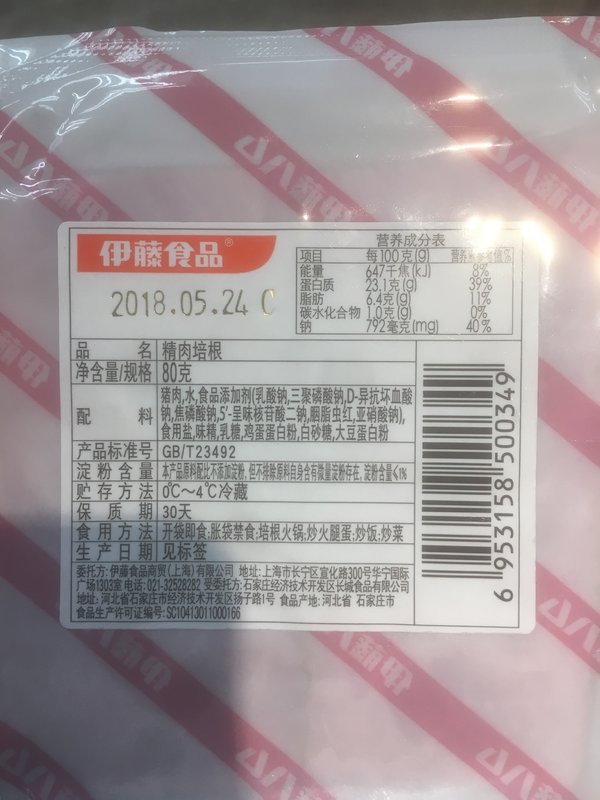 伊藤食品®
2018.05.24 C
营养成分表
项目 每100克(g) 营养素参考值%
能量 647千焦(kJ) 8%
蛋白质 23.1克(g) 39%
脂肪 6.4克(g) 11%
碳水化合物 1.0克(g) 0%
钠 792毫克(mg) 40%
品名 精肉培根
净含量/规格 80克
配料 猪肉,水,食品添加剂(乳酸钠,三聚磷酸钠,D-异抗坏血酸
钠,焦磷酸钠,5'-呈味核苷酸二钠,胭脂虫红,亚硝酸钠),
食用盐,味精,乳糖,鸡蛋蛋白粉,白砂糖,大豆蛋白粉
产品标准号 GB/T23492
淀粉含量 本产品原料配比不添加淀粉,但不排除原料自身含有微量淀粉存在,淀粉含量<1%
贮存方法 0℃~4℃冷藏
保质期 30天
食用方法 开袋即食;胀袋禁食;培根火锅;炒火腿蛋;炒饭;炒菜
生产日期 见标签
委托方:伊藤食品商贸(上海)有限公司 地址:上海市长宁区宣化路300号华宁国际
广场1303室 电话:021-32528282 受委托方:石家庄经济技术开发区长城食品有限公司
地址:河北省石家庄市经济技术开发区扬子路1号 食品产地:河北省 石家庄市
食品生产许可证编号:SC10413011000166
6 953158 500349